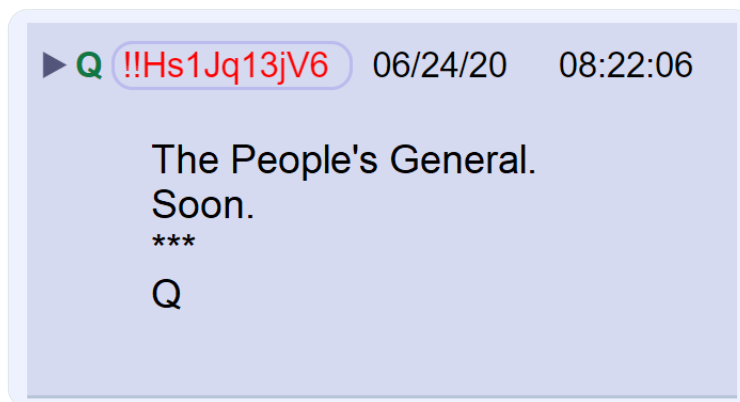 ▶ Q !!Hs1Jq13jV6 06/24/20 08:22:06
The People's General.
Soon.
***
Q